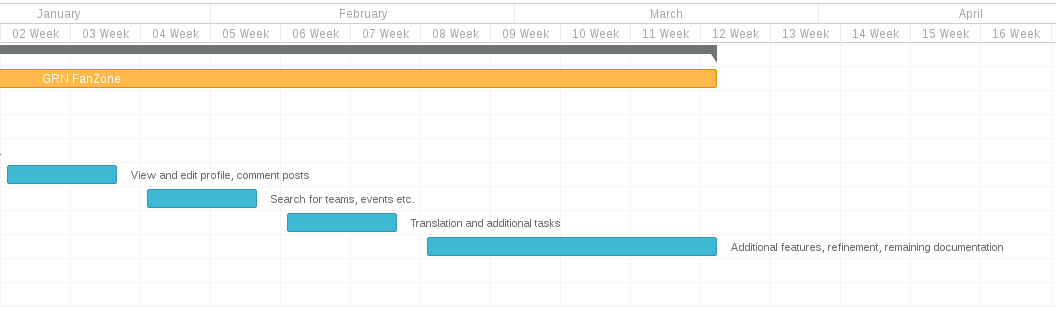 January February March April
02 Week 03 Week 04 Week 05 Week 06 Week 07 Week 08 Week 09 Week 10 Week 11 Week 12 Week 13 Week 14 Week 15 Week 16 Week
GRN FanZone
View and edit profile, comment posts
Search for teams, events etc.
Translation and additional tasks
Additional features, refinement, remaining documentation